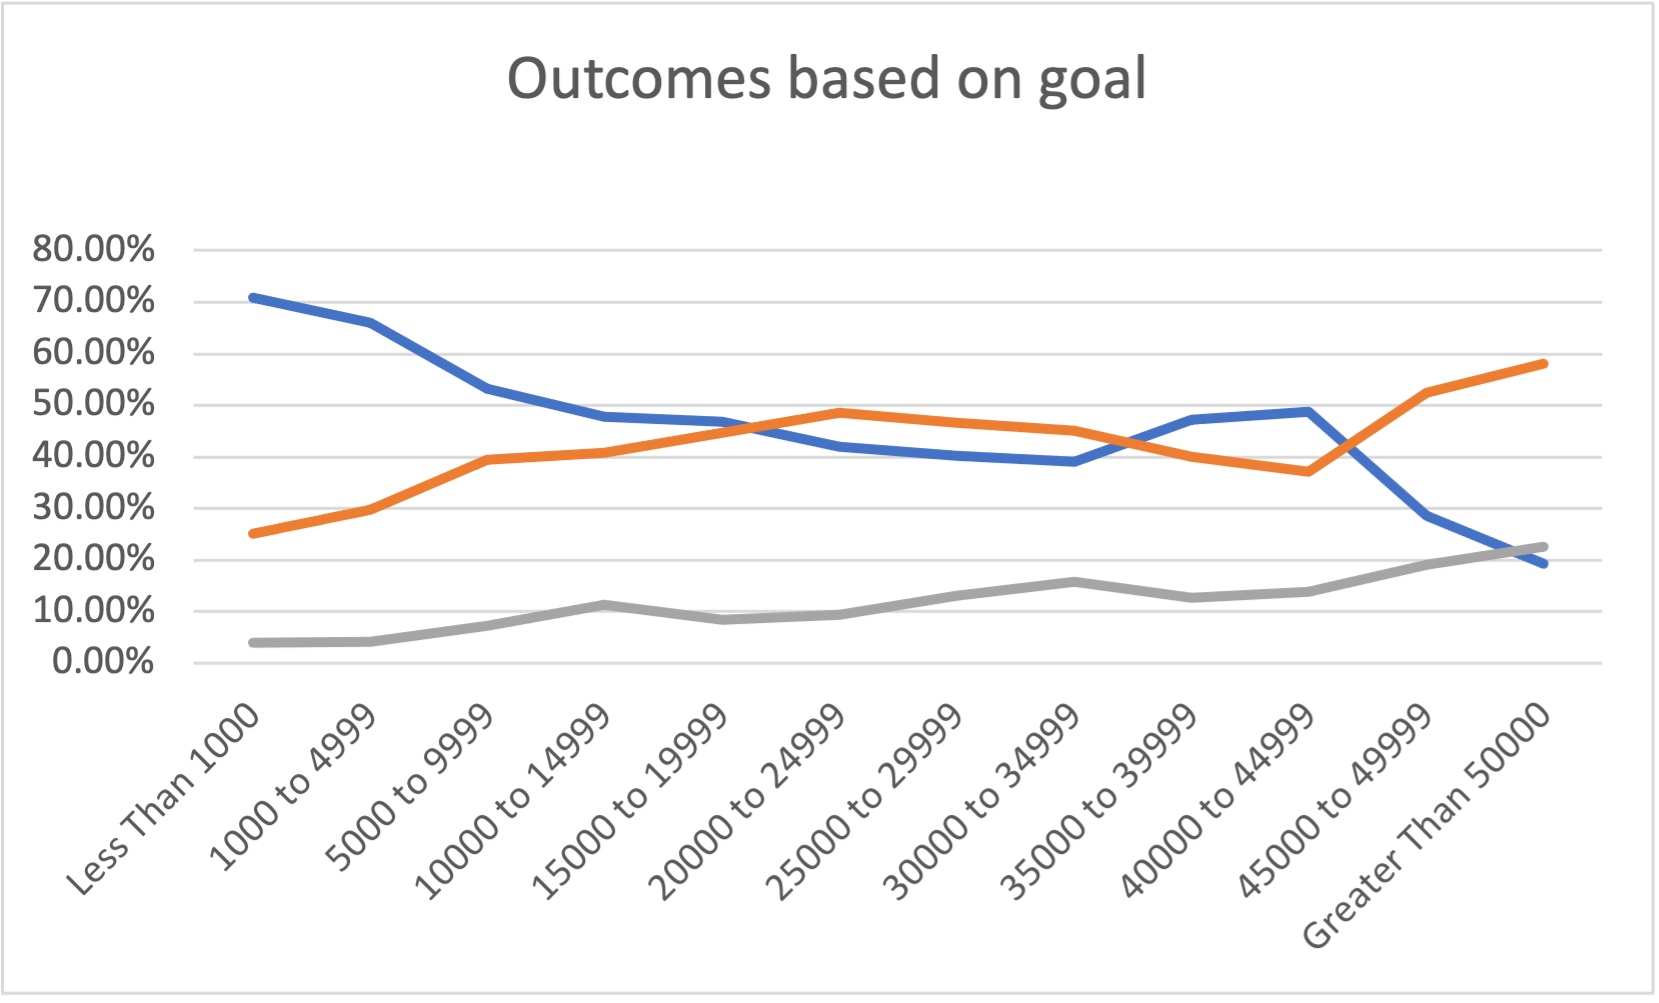 Outcomes based on goal
80.00%
70.00%
60.00%
50.00%
40.00%
30.00%
20.00%
10.00%
0.00%
Less Than 1000
1000 to 4999
5000 to 9999
10000 to 14999
15000 to 19999
20000 to 24999
25000 to 29999
30000 to 34999
35000 to 39999
40000 to 44999
45000 to 49999
Greater Than 50000